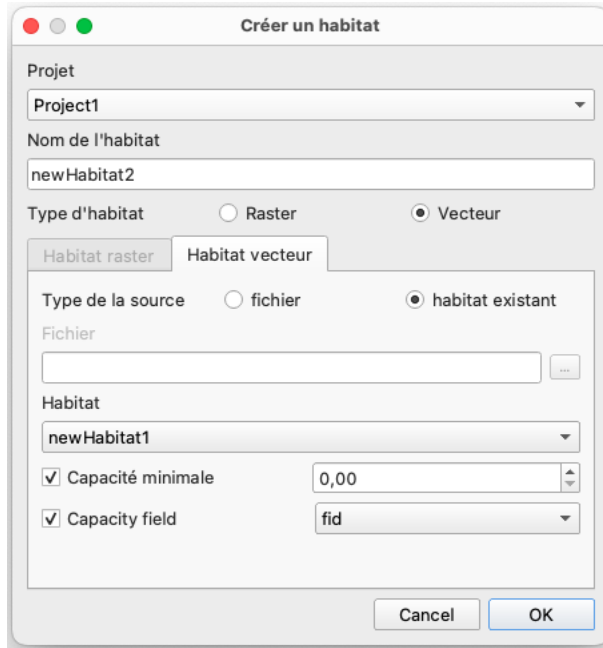 Créer un habitat
Projet
Project1
Nom de l'habitat
newHabitat2
Type d'habitat Raster Vecteur
Habitat raster Habitat vecteur
Type de la source fichier habitat existant
Fichier
...
Habitat
newHabitat1
Capacité minimale 0,00
Capacity field fid
Cancel OK